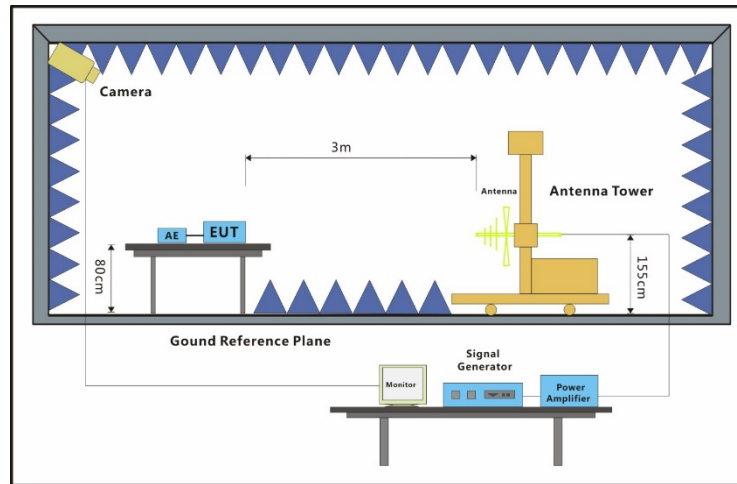 Camera
3m
Antenna
Antenna Tower
AE
EUT
80cm
155cm
Gound Reference Plane
Signal
Generator
Monitor
Power
Amplifier